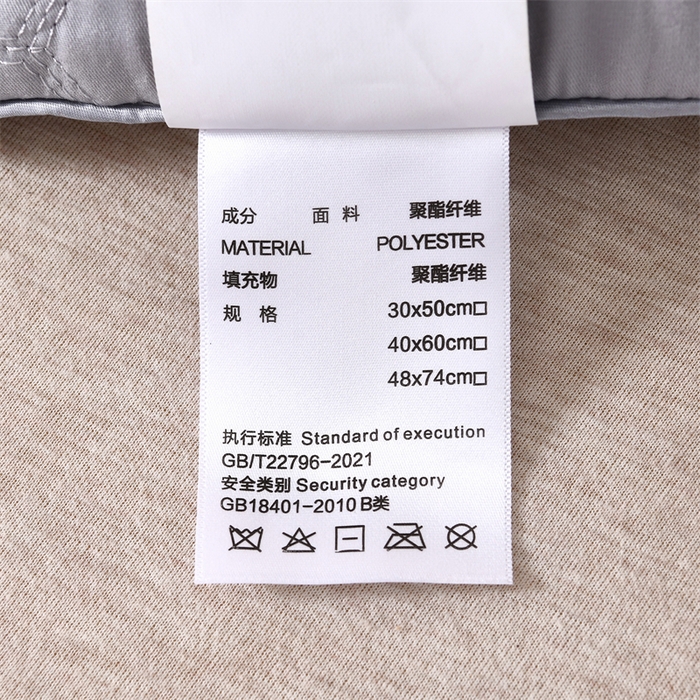 成分 面 料 聚酯纤维
MATERIAL POLYESTER
填充物 聚酯纤维
规 格 30x50cm□
40x60cm□
48x74cm□
执行标准 Standard of execution
GB/T22796-2021
安全类别 Security category
GB18401-2010 B类